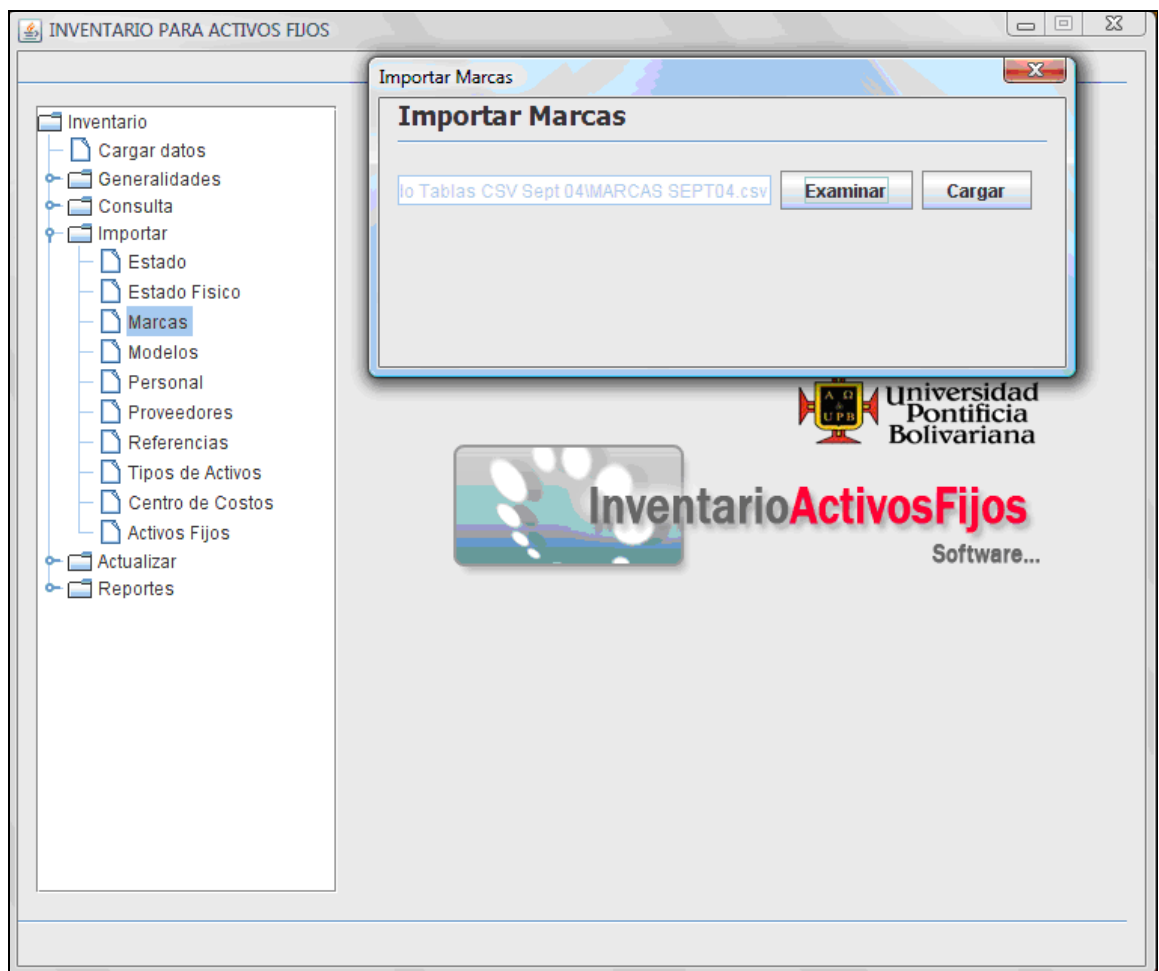 INVENTARIO PARA ACTIVOS FIJOS
Importar Marcas
Importar Marcas
lo Tablas CSV Sept 04\MARCAS SEPT04.csv
Examinar
Cargar
Inventario
Cargar datos
Generalidades
Consulta
Importar
Estado
Estado Fisico
Marcas
Modelos
Personal
Proveedores
Referencias
Tipos de Activos
Centro de Costos
Activos Fijos
Actualizar
Reportes
Α Ω
&
UPB
Universidad
Pontificia
Bolivariana
InventarioActivosFijos
Software...